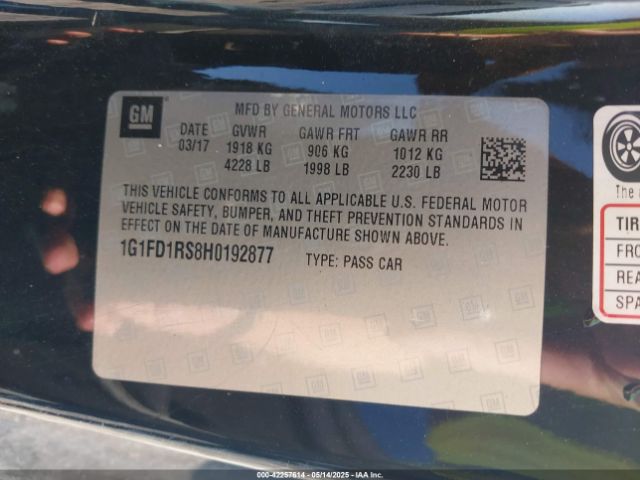 GM
MFD BY GENERAL MOTORS LLC
DATE GVWR GAWR FRT GAWR RR
03/17 1918 KG 906 KG 1012 KG
4228 LB 1998 LB 2230 LB
THIS VEHICLE CONFORMS TO ALL APPLICABLE U.S. FEDERAL MOTOR
VEHICLE SAFETY, BUMPER, AND THEFT PREVENTION STANDARDS IN
EFFECT ON THE DATE OF MANUFACTURE SHOWN ABOVE.
1G1FD1RS8H0192877 TYPE: PASS CAR
The
TIR
FRO
REA
SPA
000-42257614 - 05/14/2025 - IAA Inc.